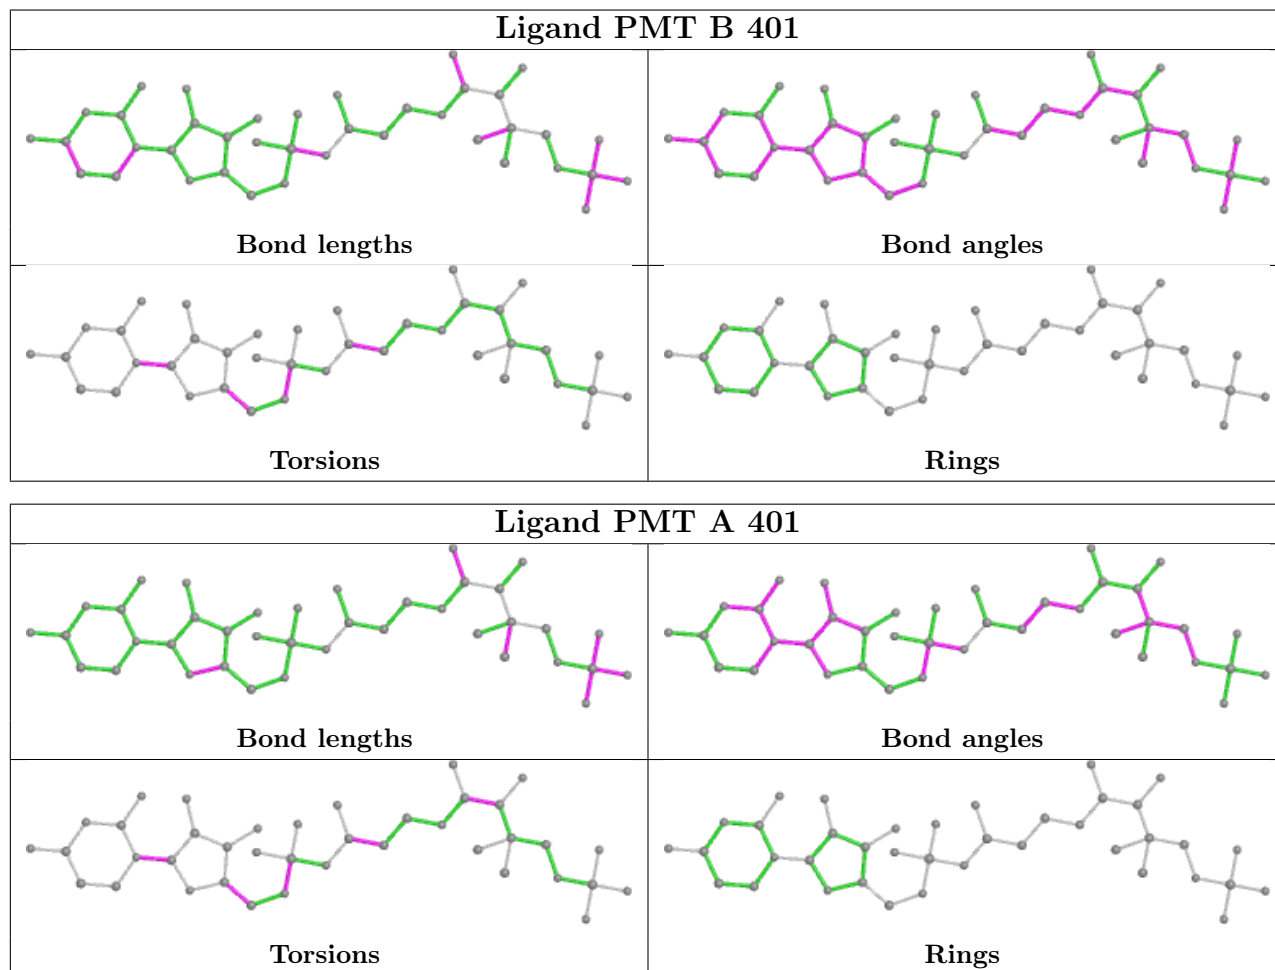 Ligand PMT B 401
Bond lengths
Bond angles
Torsions
Rings
Ligand PMT A 401
Bond lengths
Bond angles
Torsions
Rings